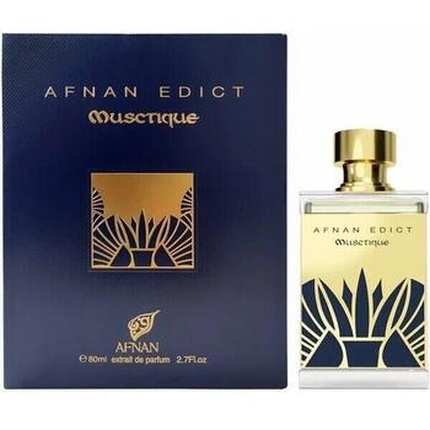 AFNAN EDICT
Musctique
AFNAN
℮ 80ml extrait de parfum 2.7Fl.oz
AFNAN EDICT
Musctique